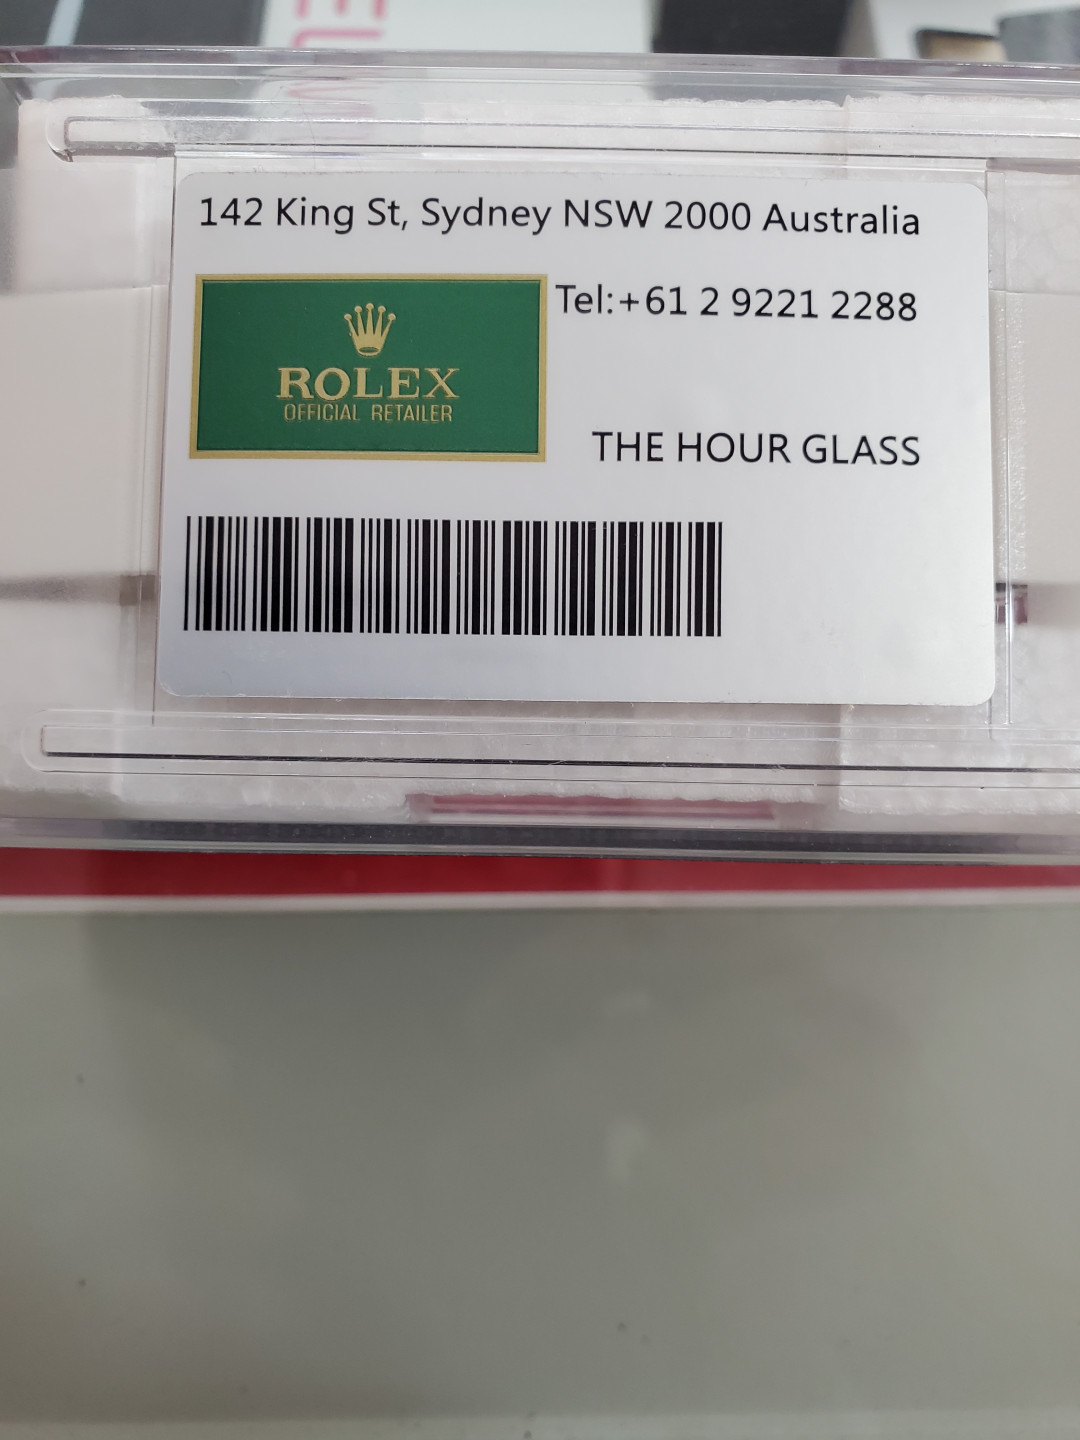 142 King St, Sydney NSW 2000 Australia
Tel:+61 2 9221 2288
ROLEX
OFFICIAL RETAILER
THE HOUR GLASS